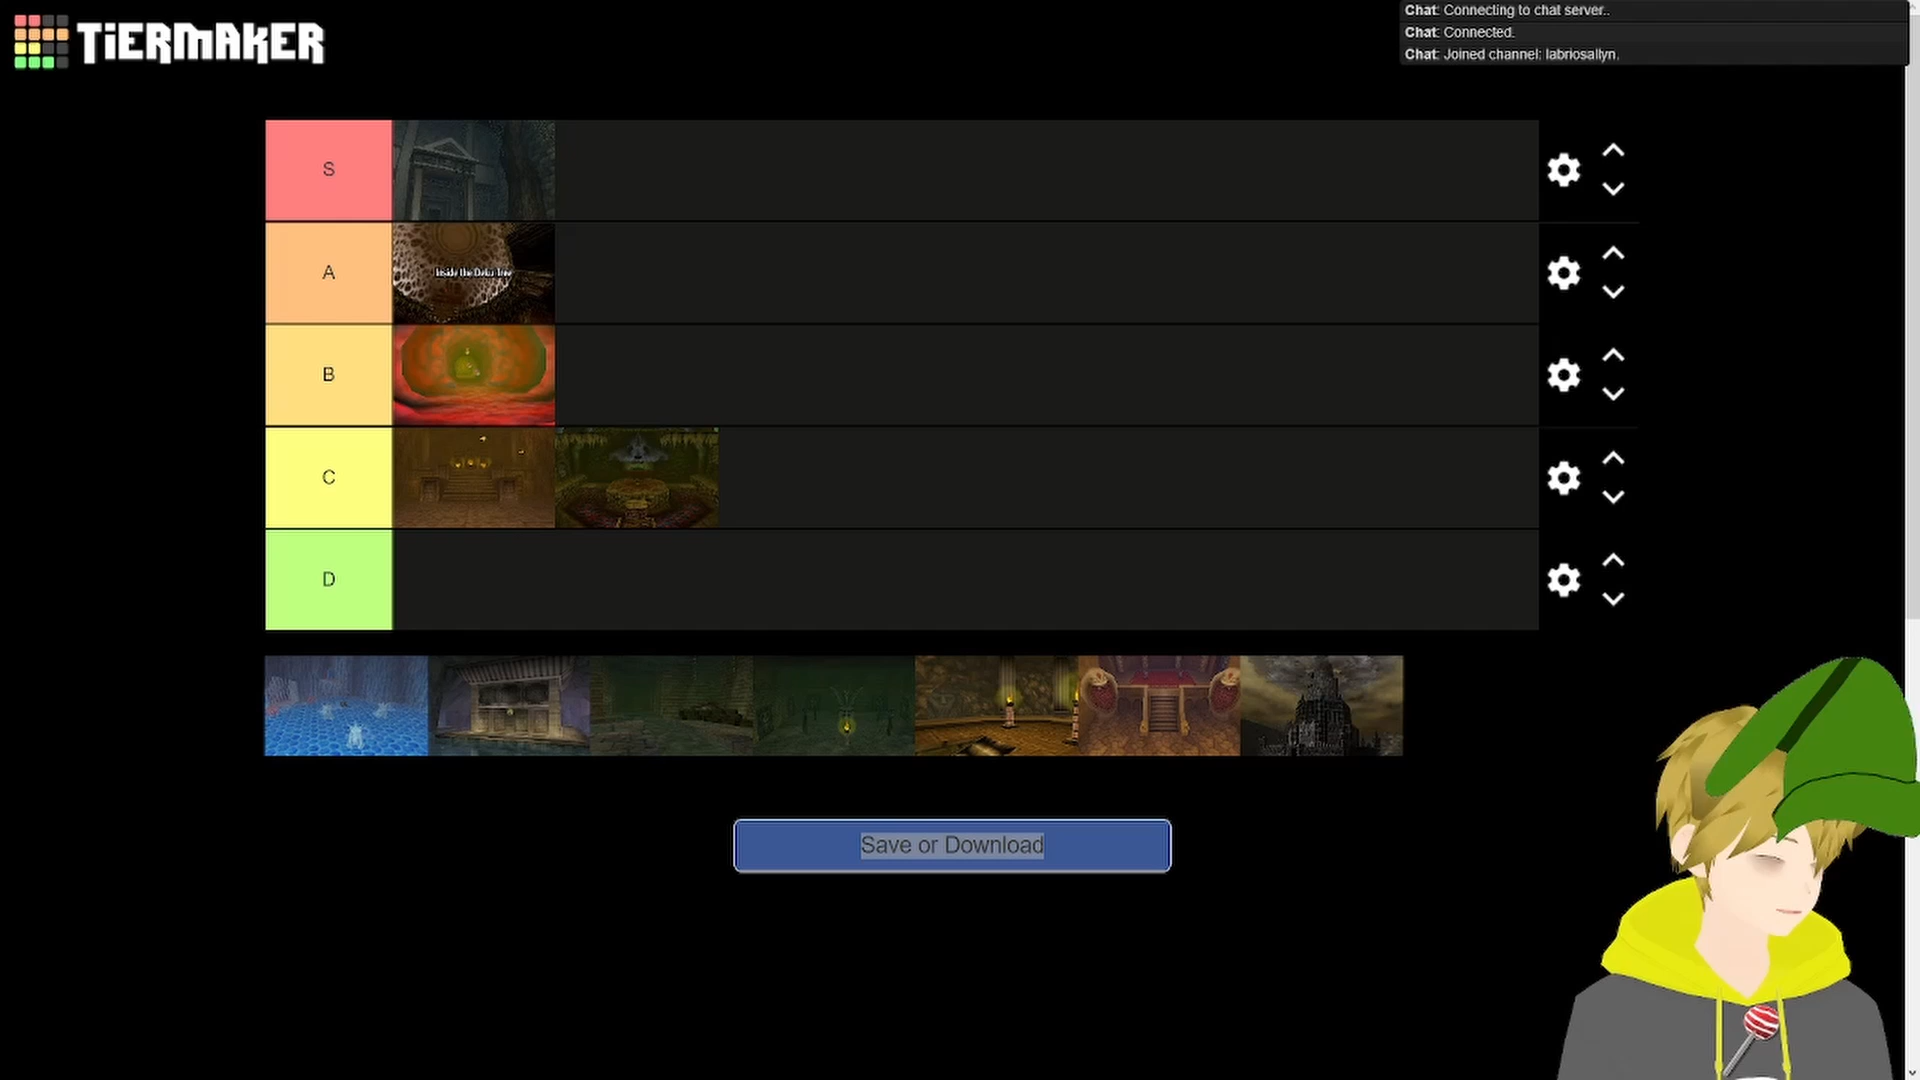 TiERMAKER
Chat: Connecting to chat server..
Chat: Connected.
Chat: Joined channel: labriosallyn.
S
A
Inside the Deku Tree
B
C
D
Save or Download